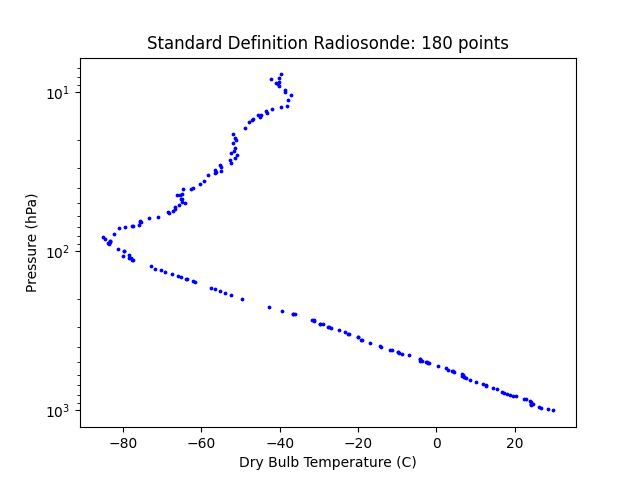 Standard Definition Radiosonde: 180 points
10¹
10²
10³
Pressure (hPa)
−80 −60 −40 −20 0 20
Dry Bulb Temperature (C)